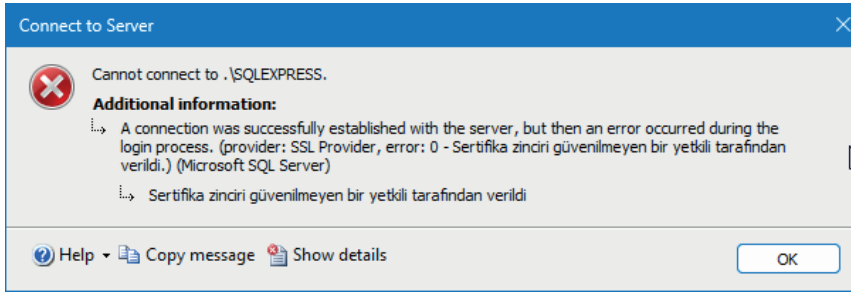 Connect to Server
Cannot connect to .\SQLEXPRESS.
Additional information:
A connection was successfully established with the server, but then an error occurred during the
login process. (provider: SSL Provider, error: 0 - Sertifika zinciri güvenilmeyen bir yetkili tarafından
verildi.) (Microsoft SQL Server)
Sertifika zinciri güvenilmeyen bir yetkili tarafından verildi
Help Copy message Show details OK